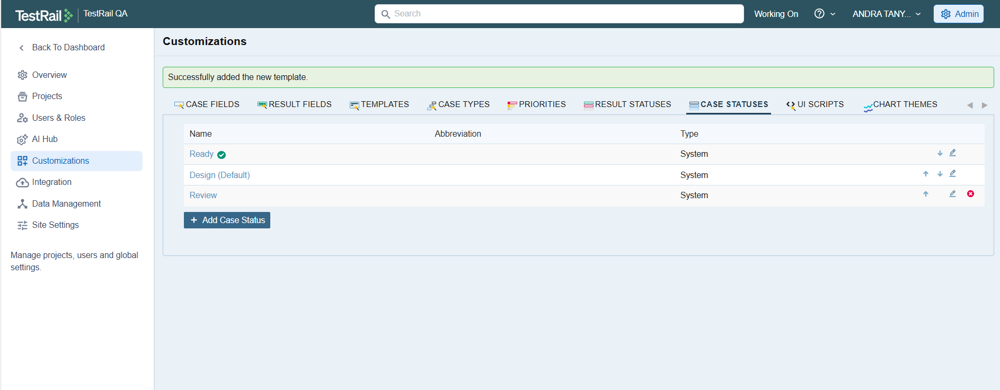 TestRail TestRail QA Search Working On ANDRA TANY... Admin
Back To Dashboard
Overview
Projects
Users & Roles
AI Hub
Customizations
Integration
Data Management
Site Settings
Manage projects, users and global
settings.
Customizations
Successfully added the new template.
CASE FIELDS RESULT FIELDS TEMPLATES CASE TYPES PRIORITIES RESULT STATUSES CASE STATUSES UI SCRIPTS CHART THEMES
Name Abbreviation Type
Ready System
Design (Default) System
Review System
+ Add Case Status